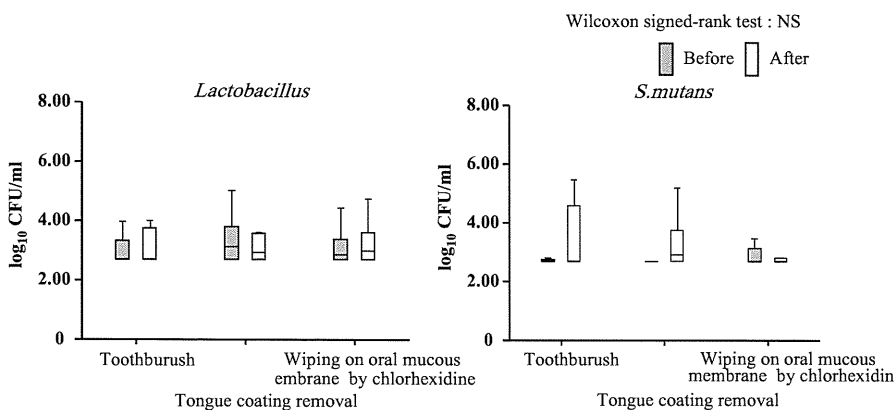 Wilcoxon signed-rank test : NS
Before After
Lactobacillus
8.00
6.00
4.00
2.00
0
log10 CFU/ml
Toothburush
Wiping on oral mucous
embrane by chlorhexidine
Tongue coating removal
S.mutans
8.00
6.00
4.00
2.00
0
log10 CFU/ml
Toothburush
Wiping on oral mucous
membrane by chlorhexidin
Tongue coating removal